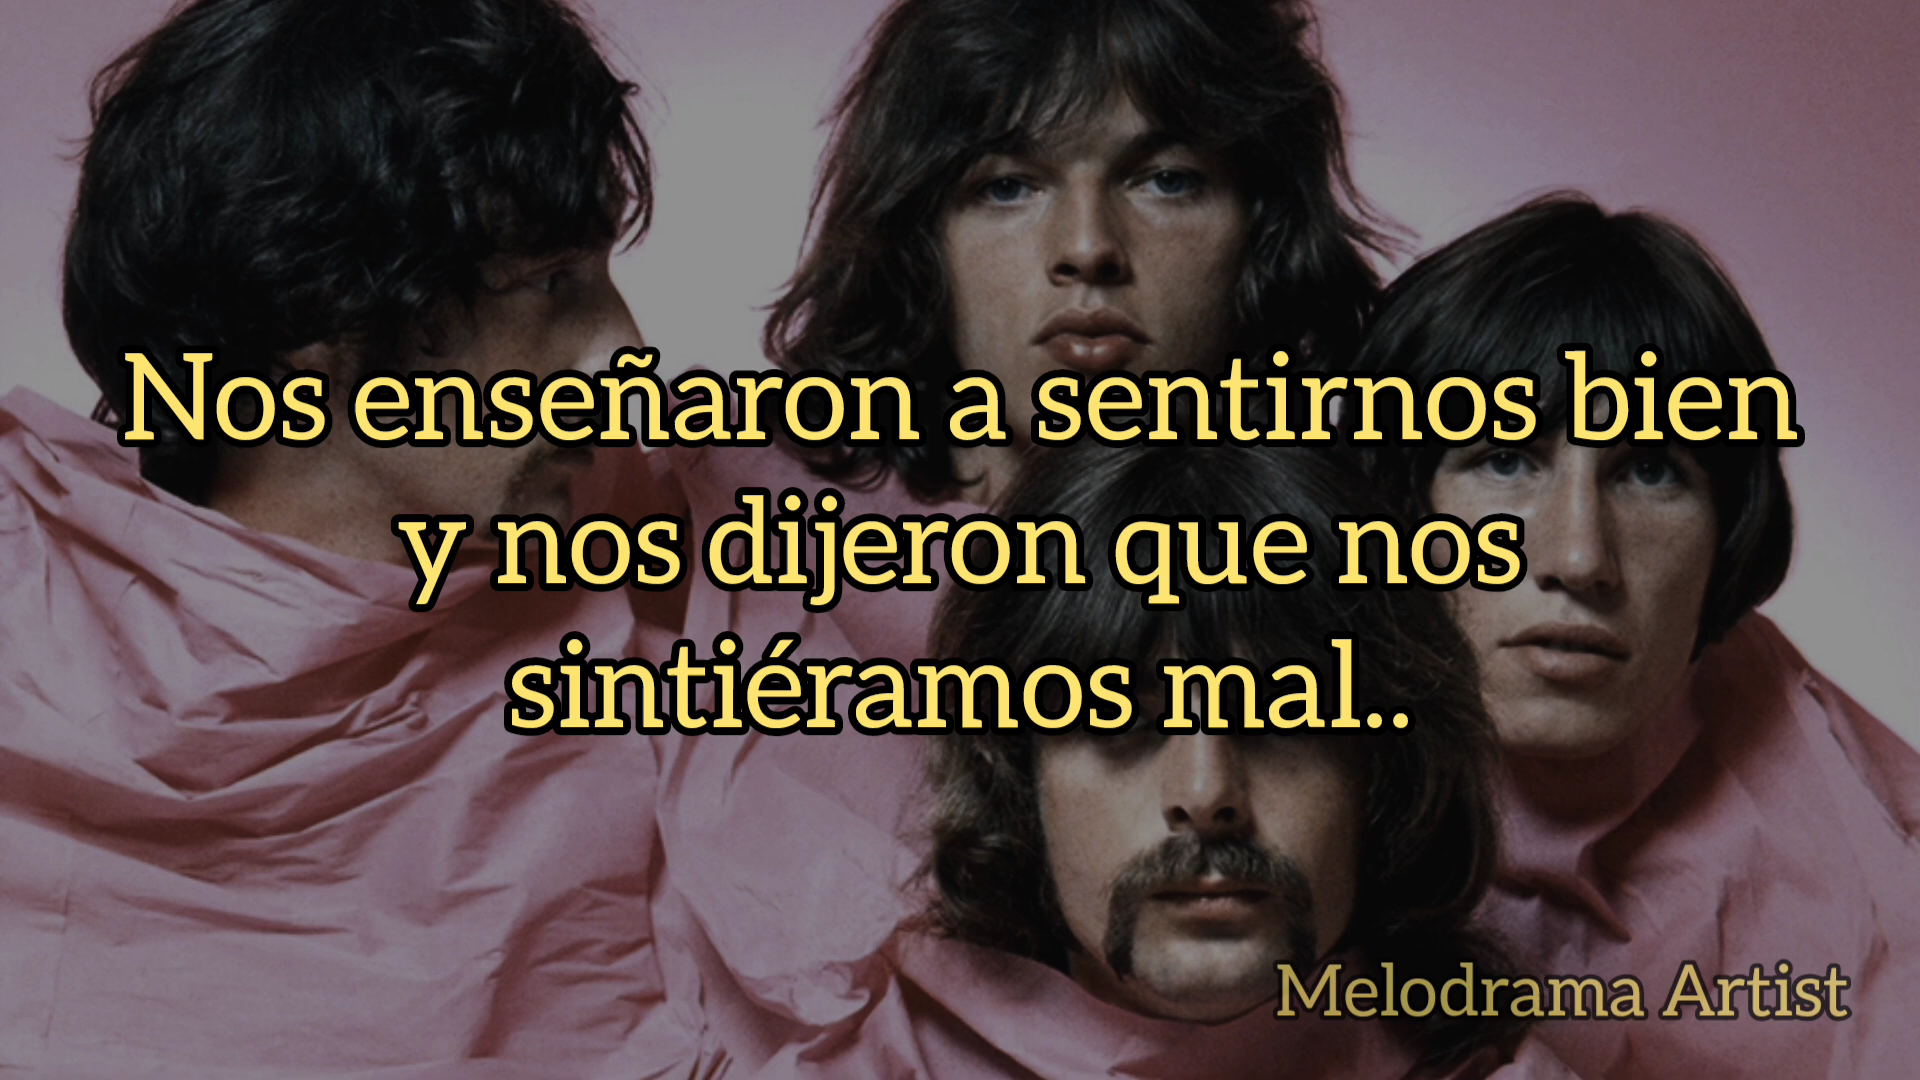 Nos enseñaron a sentirnos bien
y nos dijeron que nos
sintiéramos mal..
Melodrama Artist